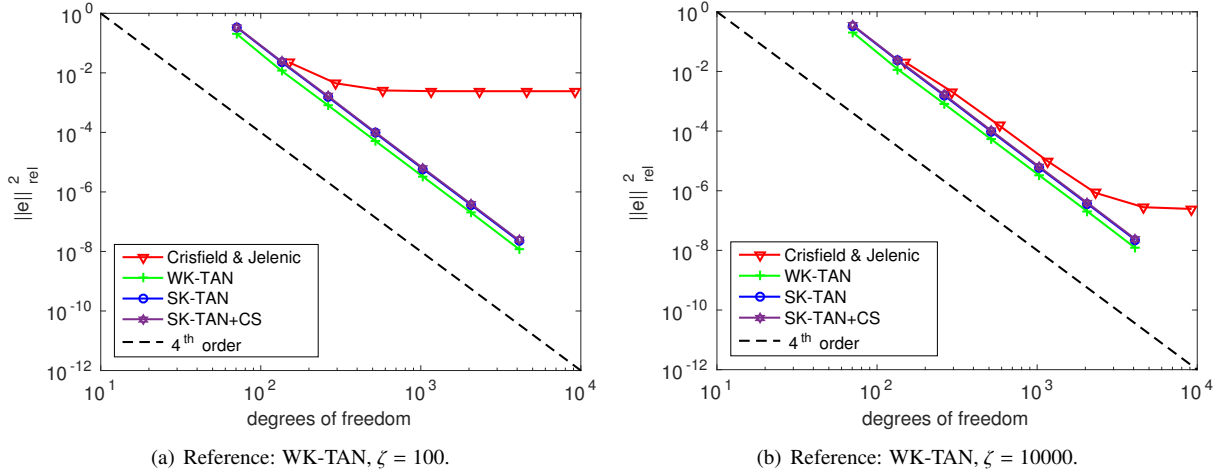 10^0
10^-2
10^-4
10^-6
10^-8
10^-10
10^-12
||e||^2_rel
Crisfield & Jelenic
WK-TAN
SK-TAN
SK-TAN+CS
4^th order
10^1
10^2
10^3
10^4
degrees of freedom
(a) Reference: WK-TAN, ζ = 100.
10^0
10^-2
10^-4
10^-6
10^-8
10^-10
10^-12
||e||^2_rel
Crisfield & Jelenic
WK-TAN
SK-TAN
SK-TAN+CS
4^th order
10^1
10^2
10^3
10^4
degrees of freedom
(b) Reference: WK-TAN, ζ = 10000.